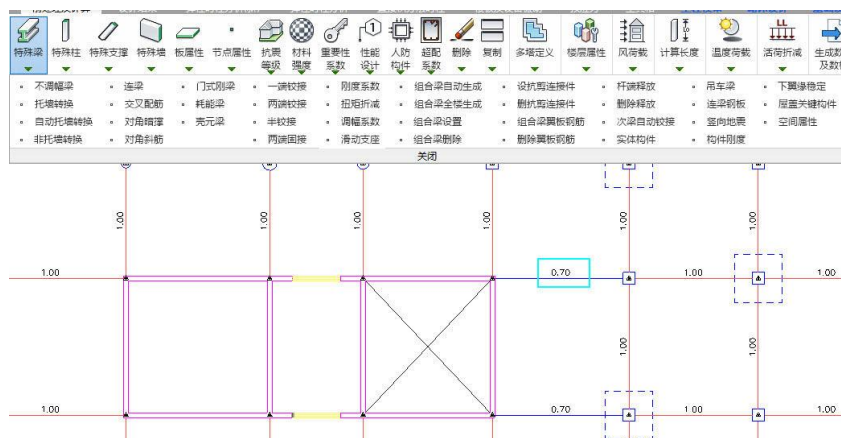 特殊梁 特殊柱 特殊支撑 特殊墙 板属性 节点属性 抗震等级 材料强度 重要性系数 性能设计 人防构件 超配系数 删除 复制 多塔定义 楼层属性 风荷载 计算长度 温度荷载 活荷折减
不调幅梁 连梁 门式刚梁 一端铰接 刚度系数 组合梁自动生成 设抗剪连接件 杆端释放 吊车梁 下翼缘稳定
托墙转换 交叉配筋 耗能梁 两端铰接 扭矩折减 组合梁全楼生成 删抗剪连接件 删除释放 连梁钢板 屋盖关键构件
自动托墙转换 对角暗撑 壳元梁 半铰接 调幅系数 组合梁设置 组合梁翼板钢筋 次梁自动铰接 竖向地震 空间属性
非托墙转换 对角斜筋 两端固接 滑动支座 组合梁删除 删除翼板钢筋 实体构件 构件刚度
关闭
1.00 1.00 1.00 1.00 1.00 1.00
1.00 0.70 1.00 1.00
1.00 1.00
1.00 0.70 1.00 1.00